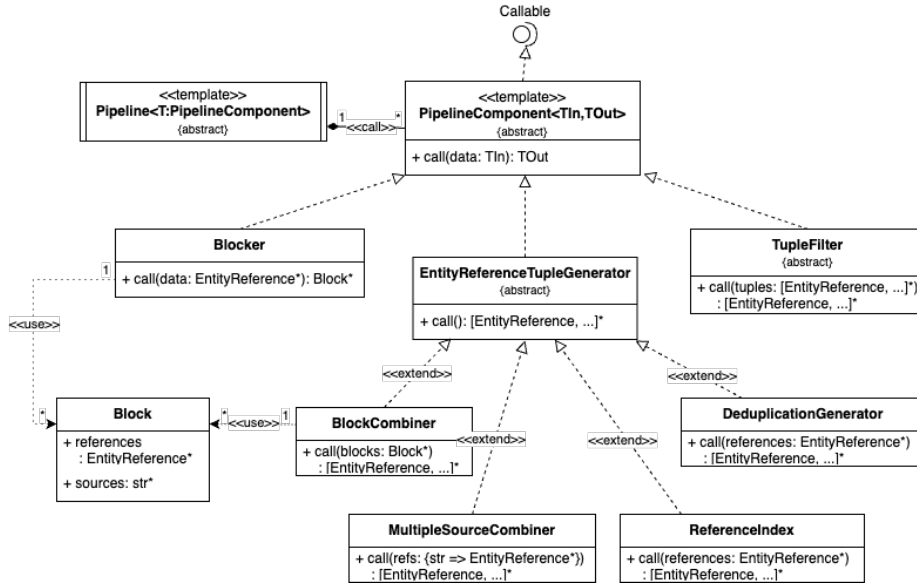 Callable
<<template>>
Pipeline<T:PipelineComponent>
{abstract}
1
*
<<call>>
<<template>>
PipelineComponent<TIn,TOut>
{abstract}
+ call(data: TIn): TOut
Blocker
+ call(data: EntityReference*): Block*
1
<<use>>
*
EntityReferenceTupleGenerator
{abstract}
+ call(): [EntityReference, ...]*
TupleFilter
+ call(tuples: [EntityReference, ...]*)
: [EntityReference, ...]*
<<extend>>
<<extend>>
<<extend>>
<<extend>>
Block
+ references
: EntityReference*
+ sources: str*
*
<<use>>
1
BlockCombiner
+ call(blocks: Block*)
: [EntityReference, ...]*
DeduplicationGenerator
+ call(references: EntityReference*)
: [EntityReference, ...]*
MultipleSourceCombiner
+ call(refs: {str => EntityReference*})
: [EntityReference, ...]*
ReferenceIndex
+ call(references: EntityReference*)
: [EntityReference, ...]*